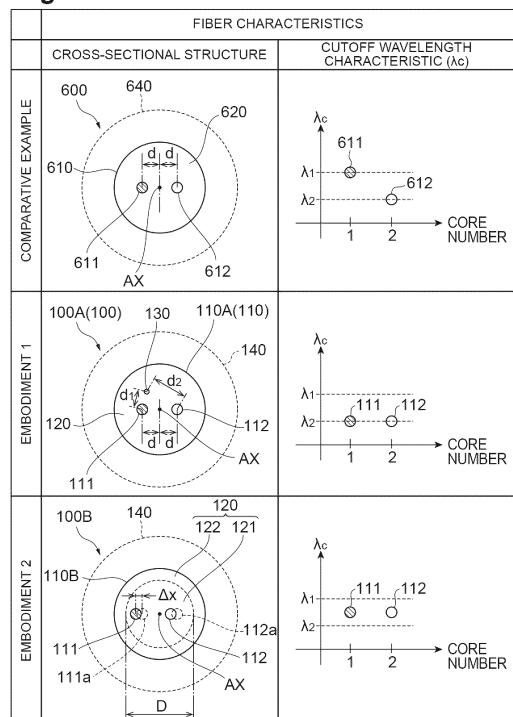 FIBER CHARACTERISTICS
CROSS-SECTIONAL STRUCTURE
CUTOFF WAVELENGTH
CHARACTERISTIC (λc)
COMPARATIVE EXAMPLE
600
640
620
610
d
d
611
AX
612
λc
611
λ1
612
λ2
1
2
CORE
NUMBER
EMBODIMENT 1
100A(100)
130
110A(110)
140
d1
d2
120
d
d
112
111
AX
λc
λ1
111
112
λ2
1
2
CORE
NUMBER
EMBODIMENT 2
100B
140
120
122
121
110B
Δx
112a
111
111a
AX
112
D
λc
111
112
λ1
λ2
1
2
CORE
NUMBER